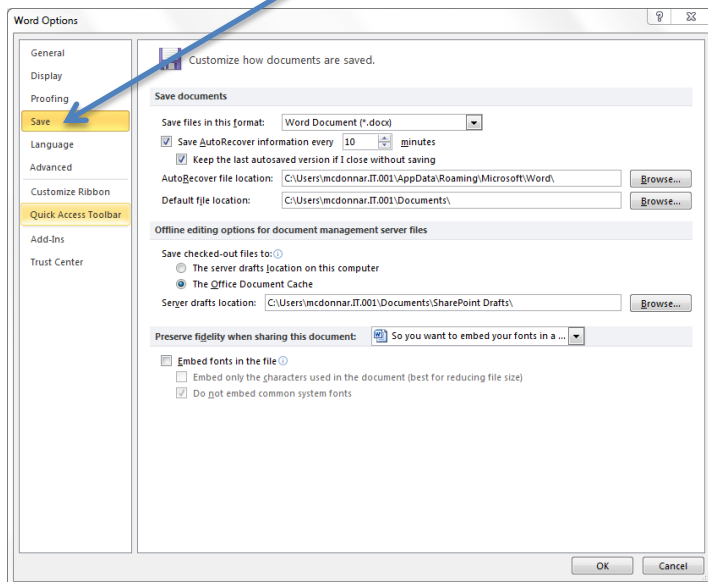 Word Options
General
Display
Proofing
Save
Language
Advanced
Customize Ribbon
Quick Access Toolbar
Add-Ins
Trust Center
Customize how documents are saved.
Save documents
Save files in this format: Word Document (*.docx)
Save AutoRecover information every 10 minutes
Keep the last autosaved version if I close without saving
AutoRecover file location: C:\Users\mcdonnar.IT.001\AppData\Roaming\Microsoft\Word\ Browse...
Default file location: C:\Users\mcdonnar.IT.001\Documents\ Browse...
Offline editing options for document management server files
Save checked-out files to:
The server drafts location on this computer
The Office Document Cache
Server drafts location: C:\Users\mcdonnar.IT.001\Documents\SharePoint Drafts\ Browse...
Preserve fidelity when sharing this document: So you want to embed your fonts in a ...
Embed fonts in the file
Embed only the characters used in the document (best for reducing file size)
Do not embed common system fonts
OK Cancel